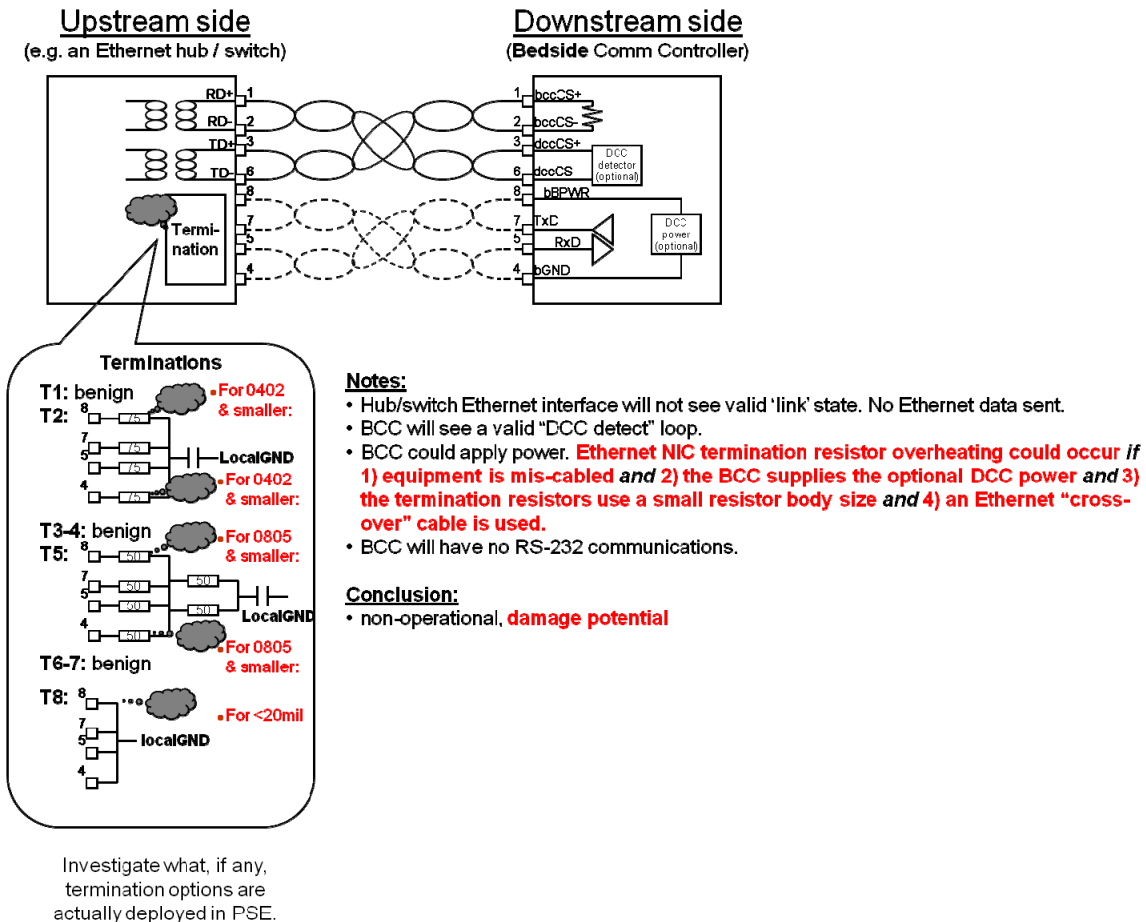 Upstream side
(e.g. an Ethernet hub / switch)
Downstream side
(Bedside Comm Controller)
RD+ 1
RD- 2
TD+ 3
TD- 6
8
7
5
4
Termi-
nation
1 bccCS+
2 bccCS-
3 dccCS+
6 dccCS
8 bBPWR
7 TxD
5 RxD
4 bGND
DCC
detector
(optional)
DCC
power
(optional)
Terminations
T1: benign
T2:
8 75
7 75
5 75
4 75
LocalGND
• For 0402
& smaller:
• For 0402
& smaller:
T3-4: benign
T5:
8 50
7 50
5 50
4 50
50
50
LocalGND
• For 0805
& smaller:
• For 0805
& smaller:
T6-7: benign
T8:
8
7
5
4
localGND
• For <20mil
Investigate what, if any,
termination options are
actually deployed in PSE.
Notes:
• Hub/switch Ethernet interface will not see valid ‘link’ state. No Ethernet data sent.
• BCC will see a valid “DCC detect” loop.
• BCC could apply power. Ethernet NIC termination resistor overheating could occur if
1) equipment is mis-cabled and 2) the BCC supplies the optional DCC power and 3)
the termination resistors use a small resistor body size and 4) an Ethernet “cross-
over” cable is used.
• BCC will have no RS-232 communications.
Conclusion:
• non-operational, damage potential